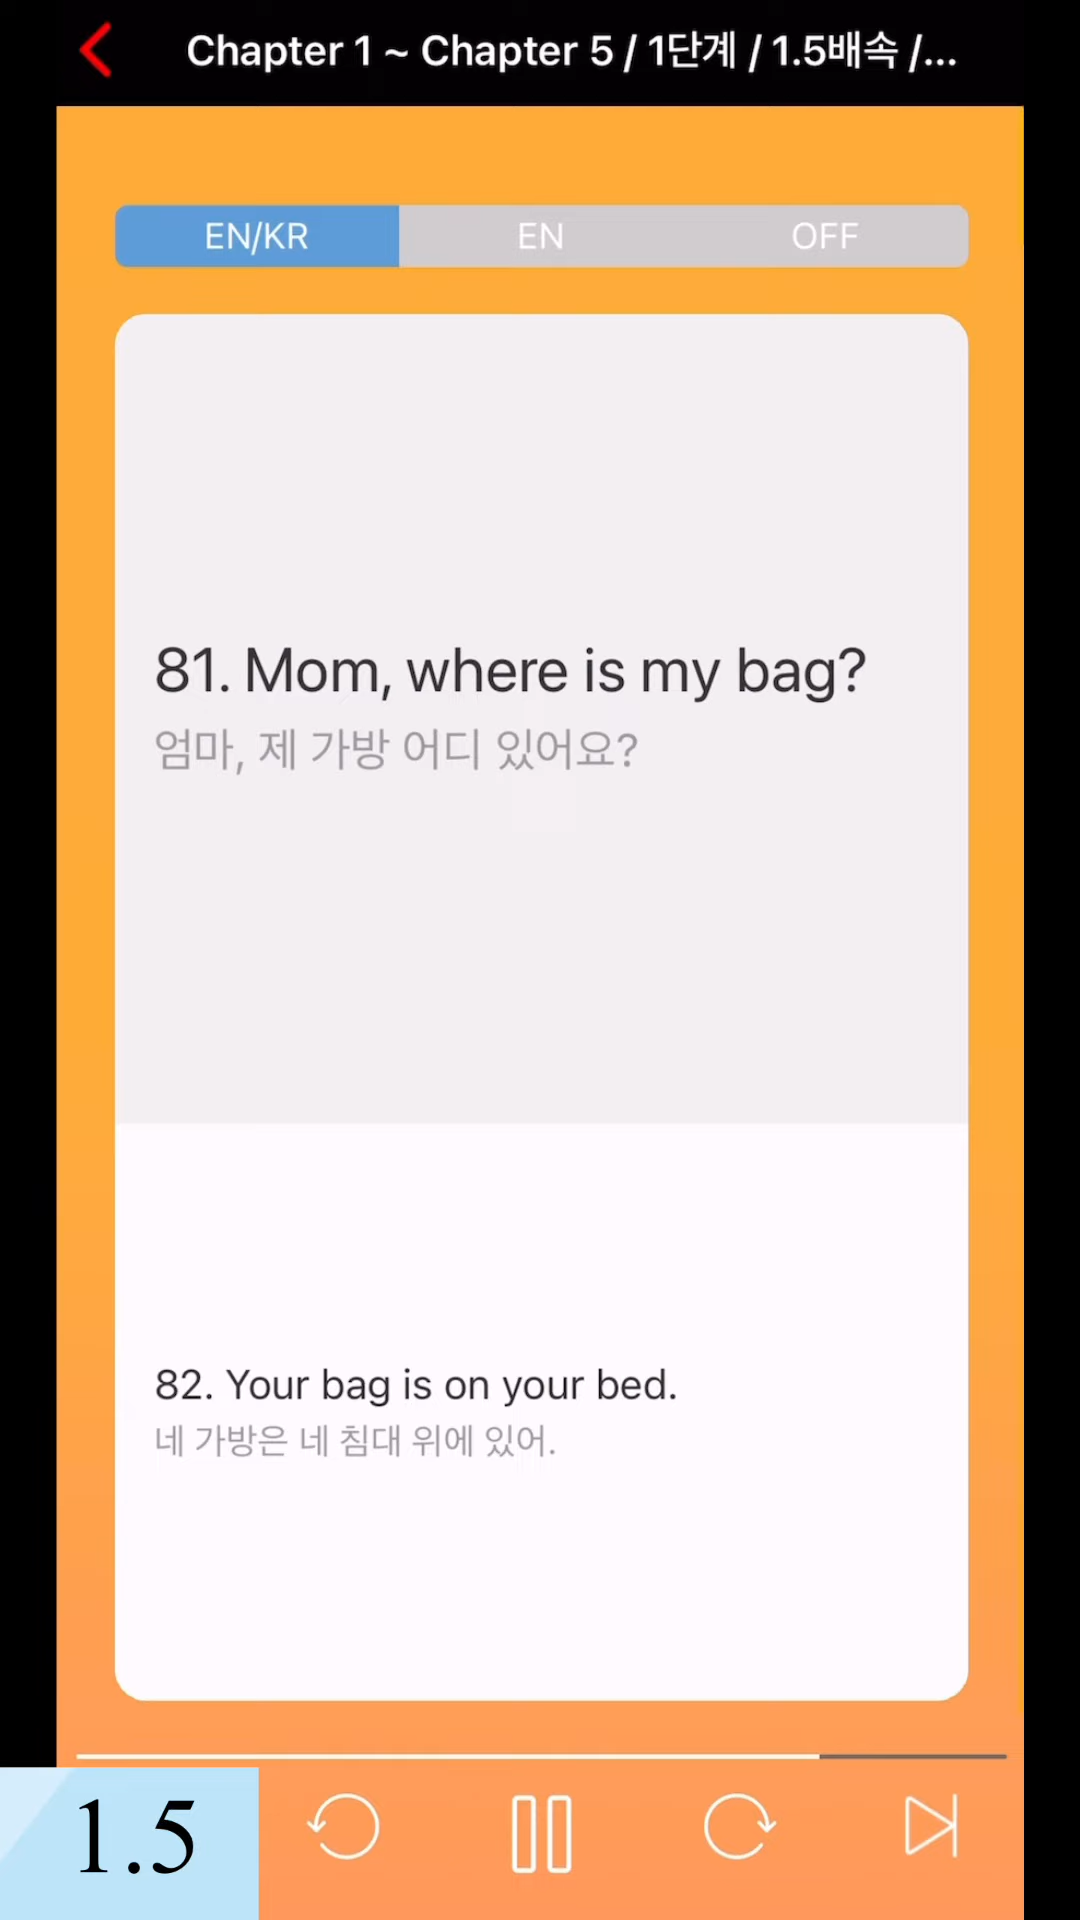 Chapter 1 ~ Chapter 5 / 1단계 / 1.5배속 /...
EN/KR EN OFF
81. Mom, where is my bag?
엄마, 제 가방 어디 있어요?
82. Your bag is on your bed.
네 가방은 네 침대 위에 있어.
1.5